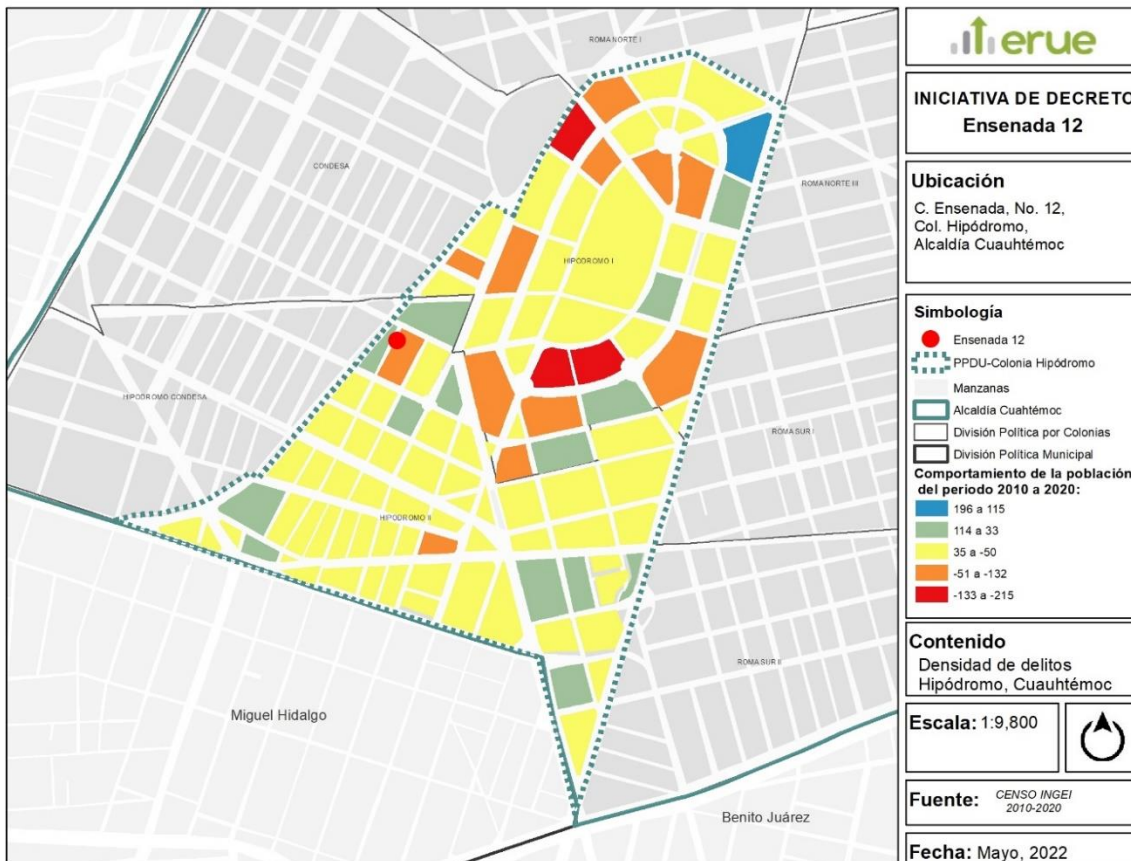 ROMA NORTE I
CONDESA
ROMA NORTE III
HIPODROMO I
HIPODROMO CONDESA
ROMA SUR I
HIPODROMO II
ROMA SUR II
Miguel Hidalgo
Benito Juárez
erue
INICIATIVA DE DECRETO
Ensenada 12
Ubicación
C. Ensenada, No. 12,
Col. Hipódromo,
Alcaldía Cuauhtémoc
Simbología
Ensenada 12
PPDU-Colonia Hipódromo
Manzanas
Alcaldía Cuahtémoc
División Política por Colonias
División Política Municipal
Comportamiento de la población
del periodo 2010 a 2020:
196 a 115
114 a 33
35 a -50
-51 a -132
-133 a -215
Contenido
Densidad de delitos
Hipódromo, Cuauhtémoc
Escala: 1:9,800
Fuente: CENSO INGEI
2010-2020
Fecha: Mayo, 2022